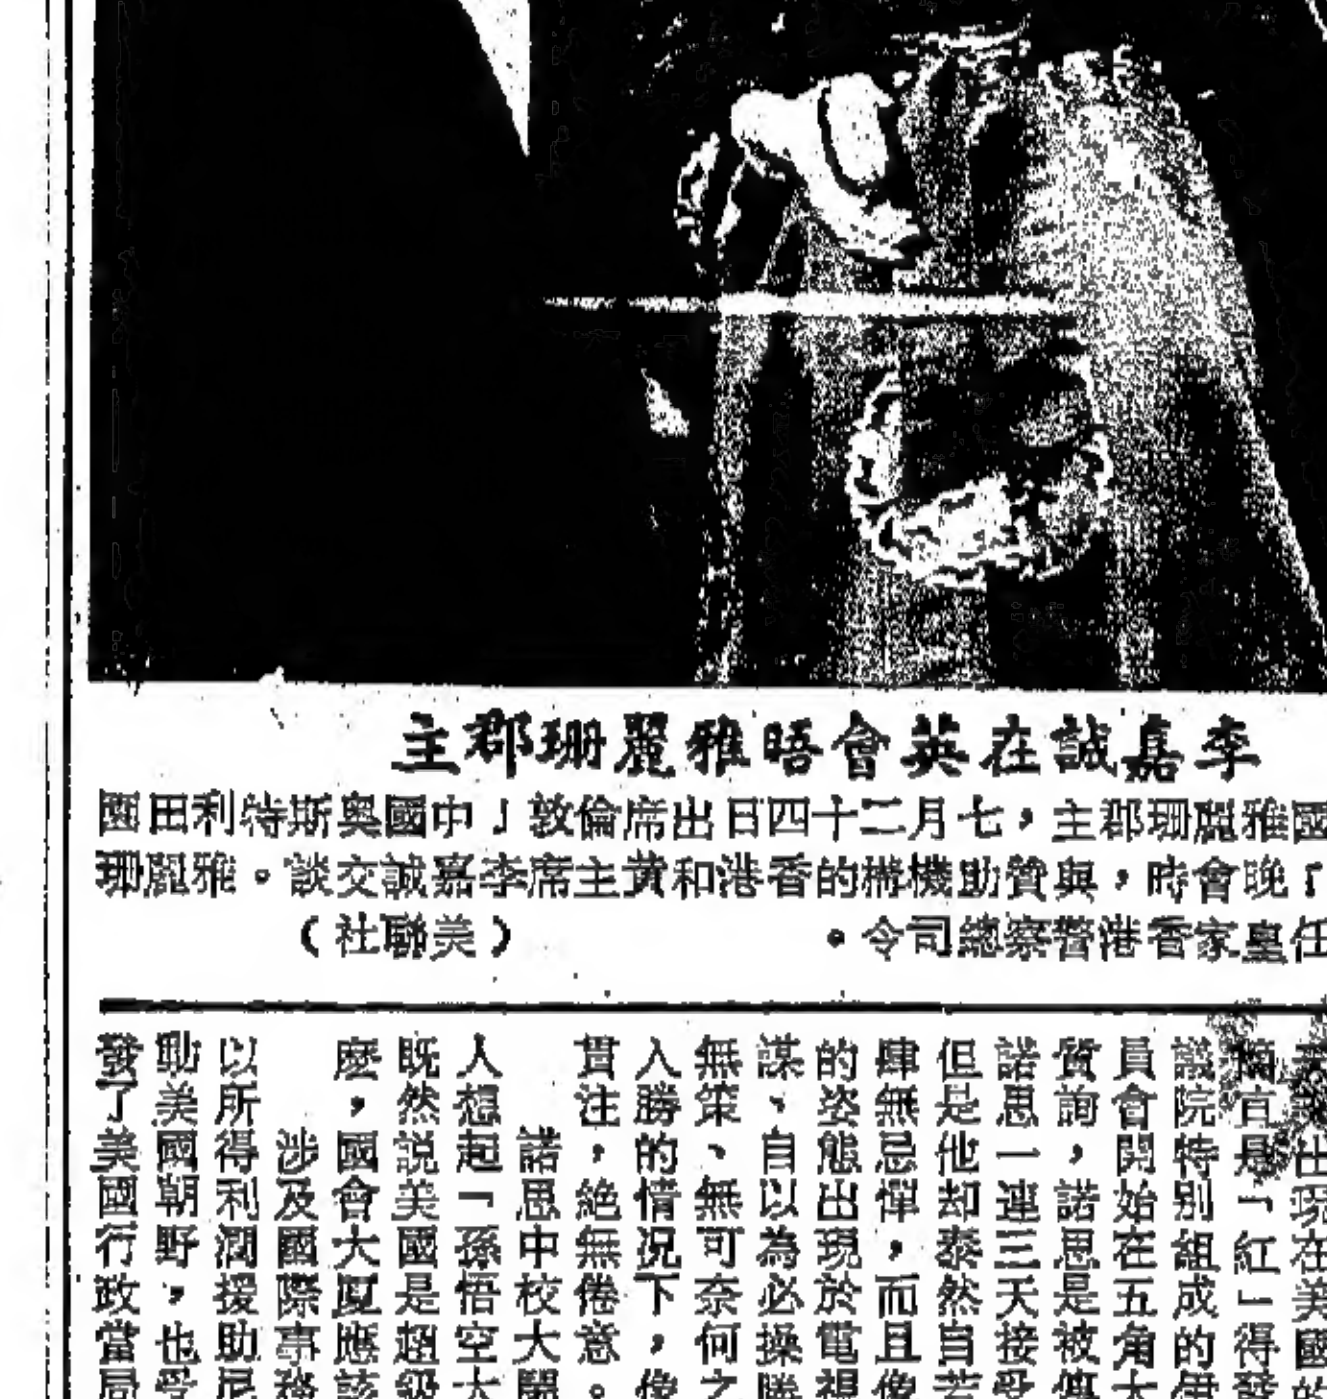 李嘉誠在英會晤雅麗珊郡主
國雅麗珊郡主，七月二十四日出席倫敦「中國奧斯特利田園
晚會」時，與贊助機構的香港和黃主席李嘉誠交談。雅麗珊
任皇家香港警察總司令。
（美聯社）
出現在美國的
宜是「紅」得發
議院特別組成的
員會開始在五角大
質詢，諾思是被傳
諾思一連三天接受
但是他却泰然自若
肆無忌憚，而且像
的姿態出現於電視
謀、自以為必操勝
無策、無可奈何之
入勝的情況下，像
貫注，絕無倦意。
諾思中校大鬧
人想起「孫悟空大
既然説美國是超級
麽，國會大廈應該
涉及國際事務
以所得利潤援助尼
動美國朝野，也受
發了美國行政當局